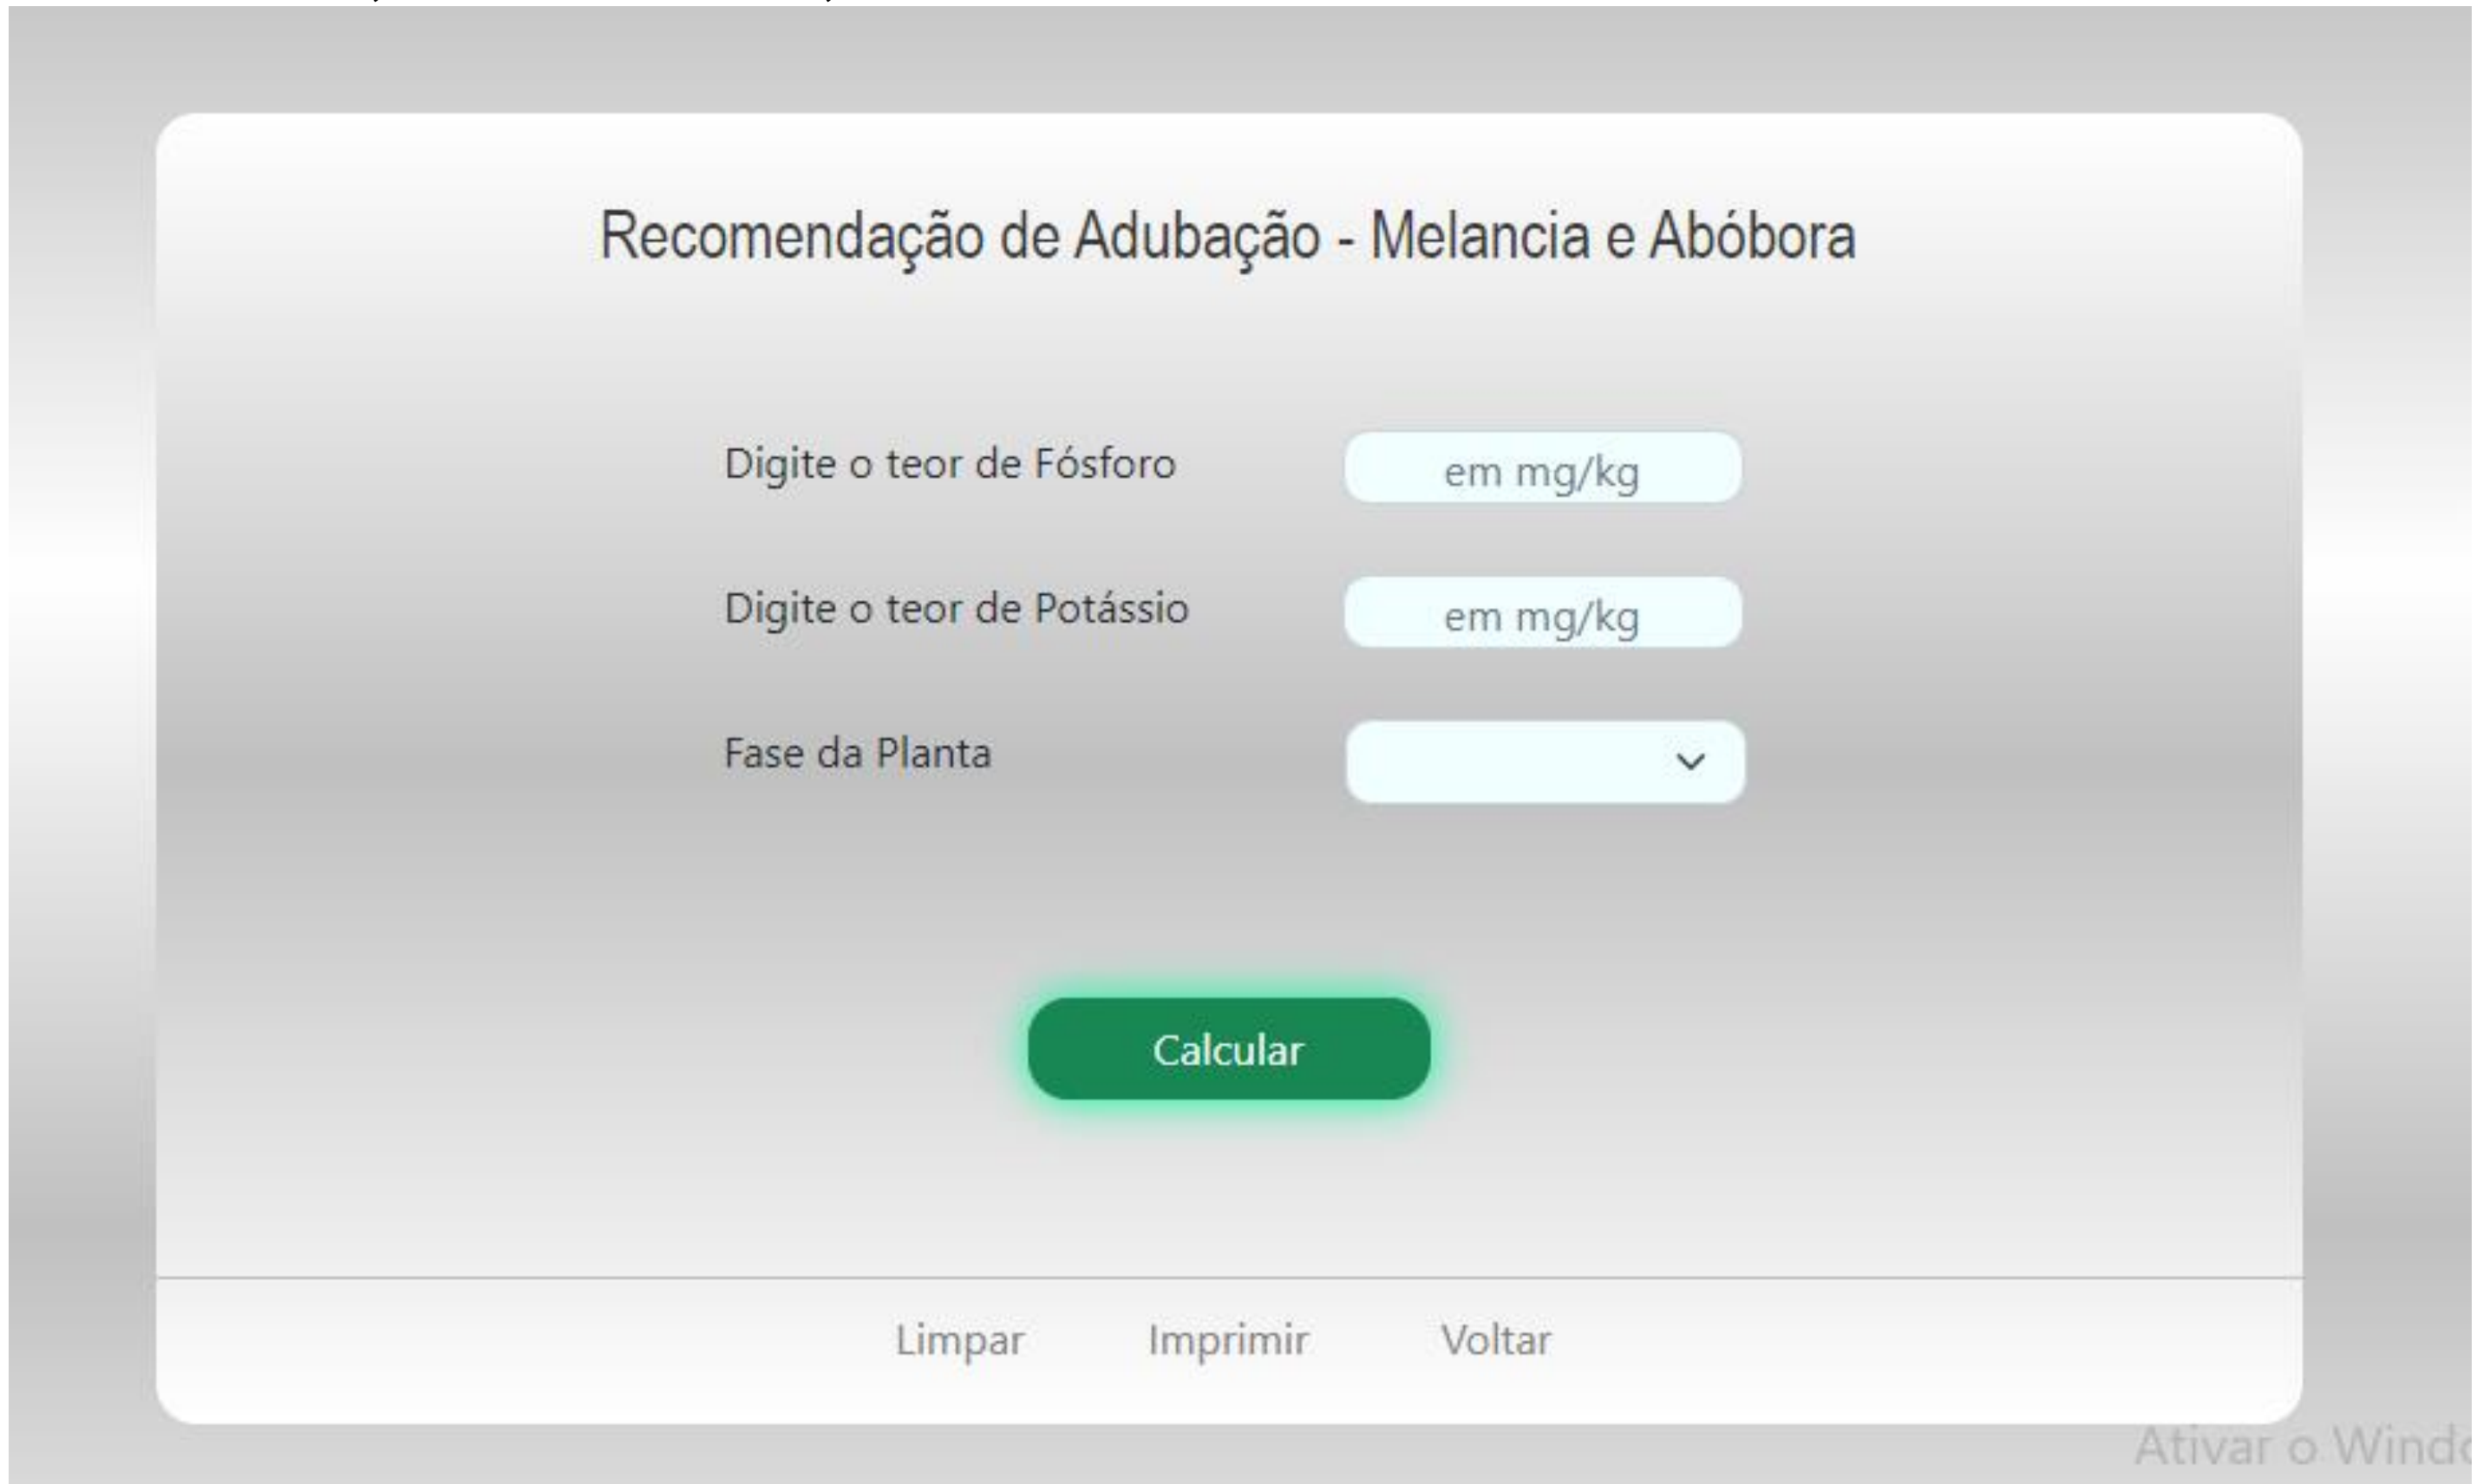 Recomendação de Adubação - Melancia e Abóbora
Digite o teor de Fósforo
em mg/kg
Digite o teor de Potássio
em mg/kg
Fase da Planta
Calcular
Limpar Imprimir Voltar
Ativar o